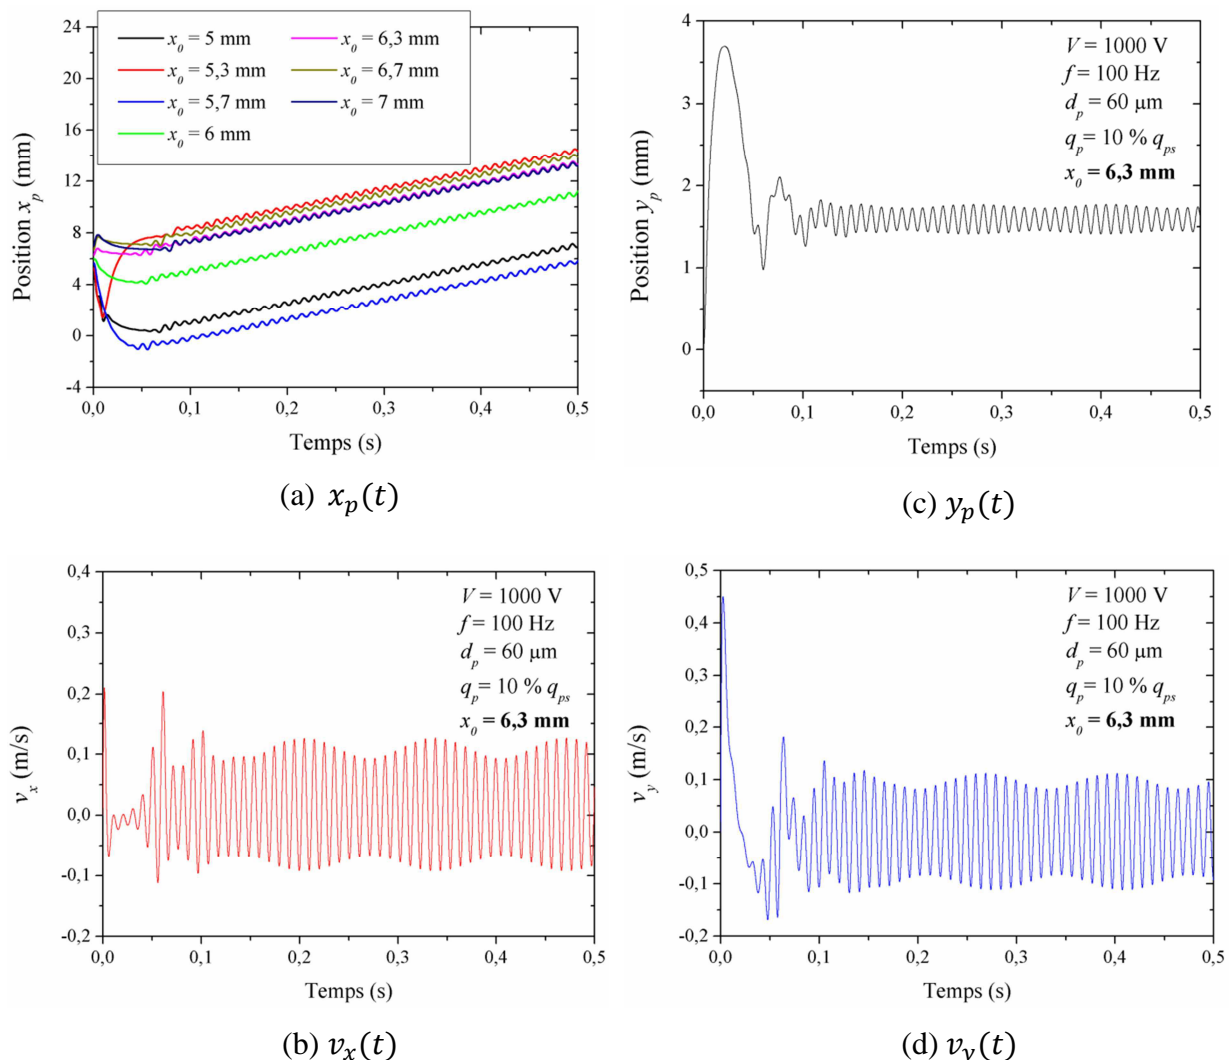 24
20
16
12
8
4
0
-4
Position x_p (mm)
x_0 = 5 mm
x_0 = 5,3 mm
x_0 = 5,7 mm
x_0 = 6 mm
x_0 = 6,3 mm
x_0 = 6,7 mm
x_0 = 7 mm
0,0 0,1 0,2 0,3 0,4 0,5
Temps (s)
(a) x_p(t)
4
3
2
1
0
Position y_p (mm)
V = 1000 V
f = 100 Hz
d_p = 60 μm
q_p = 10 % q_ps
x_0 = 6,3 mm
0,0 0,1 0,2 0,3 0,4 0,5
Temps (s)
(c) y_p(t)
0,4
0,3
0,2
0,1
0,0
-0,1
-0,2
v_x (m/s)
V = 1000 V
f = 100 Hz
d_p = 60 μm
q_p = 10 % q_ps
x_0 = 6,3 mm
0,0 0,1 0,2 0,3 0,4 0,5
Temps (s)
(b) v_x(t)
0,5
0,4
0,3
0,2
0,1
0,0
-0,1
-0,2
v_y (m/s)
V = 1000 V
f = 100 Hz
d_p = 60 μm
q_p = 10 % q_ps
x_0 = 6,3 mm
0,0 0,1 0,2 0,3 0,4 0,5
Temps (s)
(d) v_y(t)